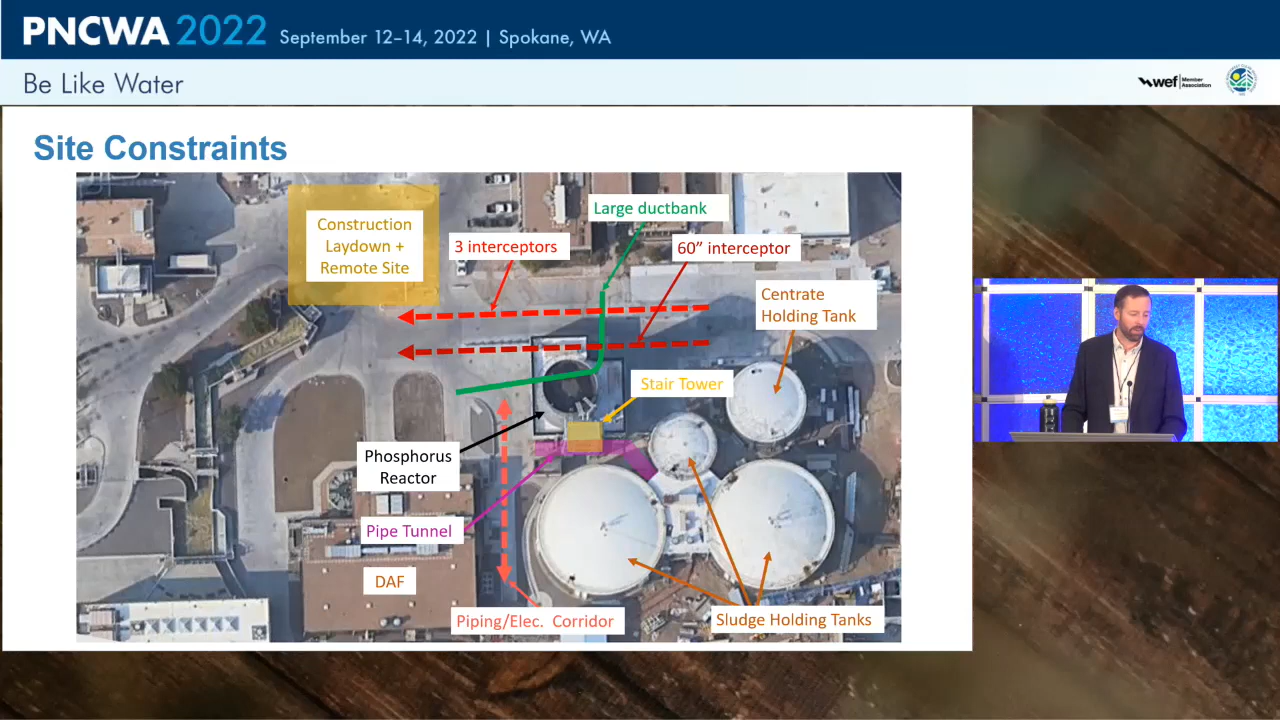 PNCWA 2022 September 12–14, 2022 | Spokane, WA
Be Like Water
wef Member
Association
Site Constraints
Construction
Laydown +
Remote Site
3 interceptors
Large ductbank
60” interceptor
Centrate
Holding Tank
Stair Tower
Phosphorus
Reactor
Pipe Tunnel
DAF
Piping/Elec. Corridor
Sludge Holding Tanks